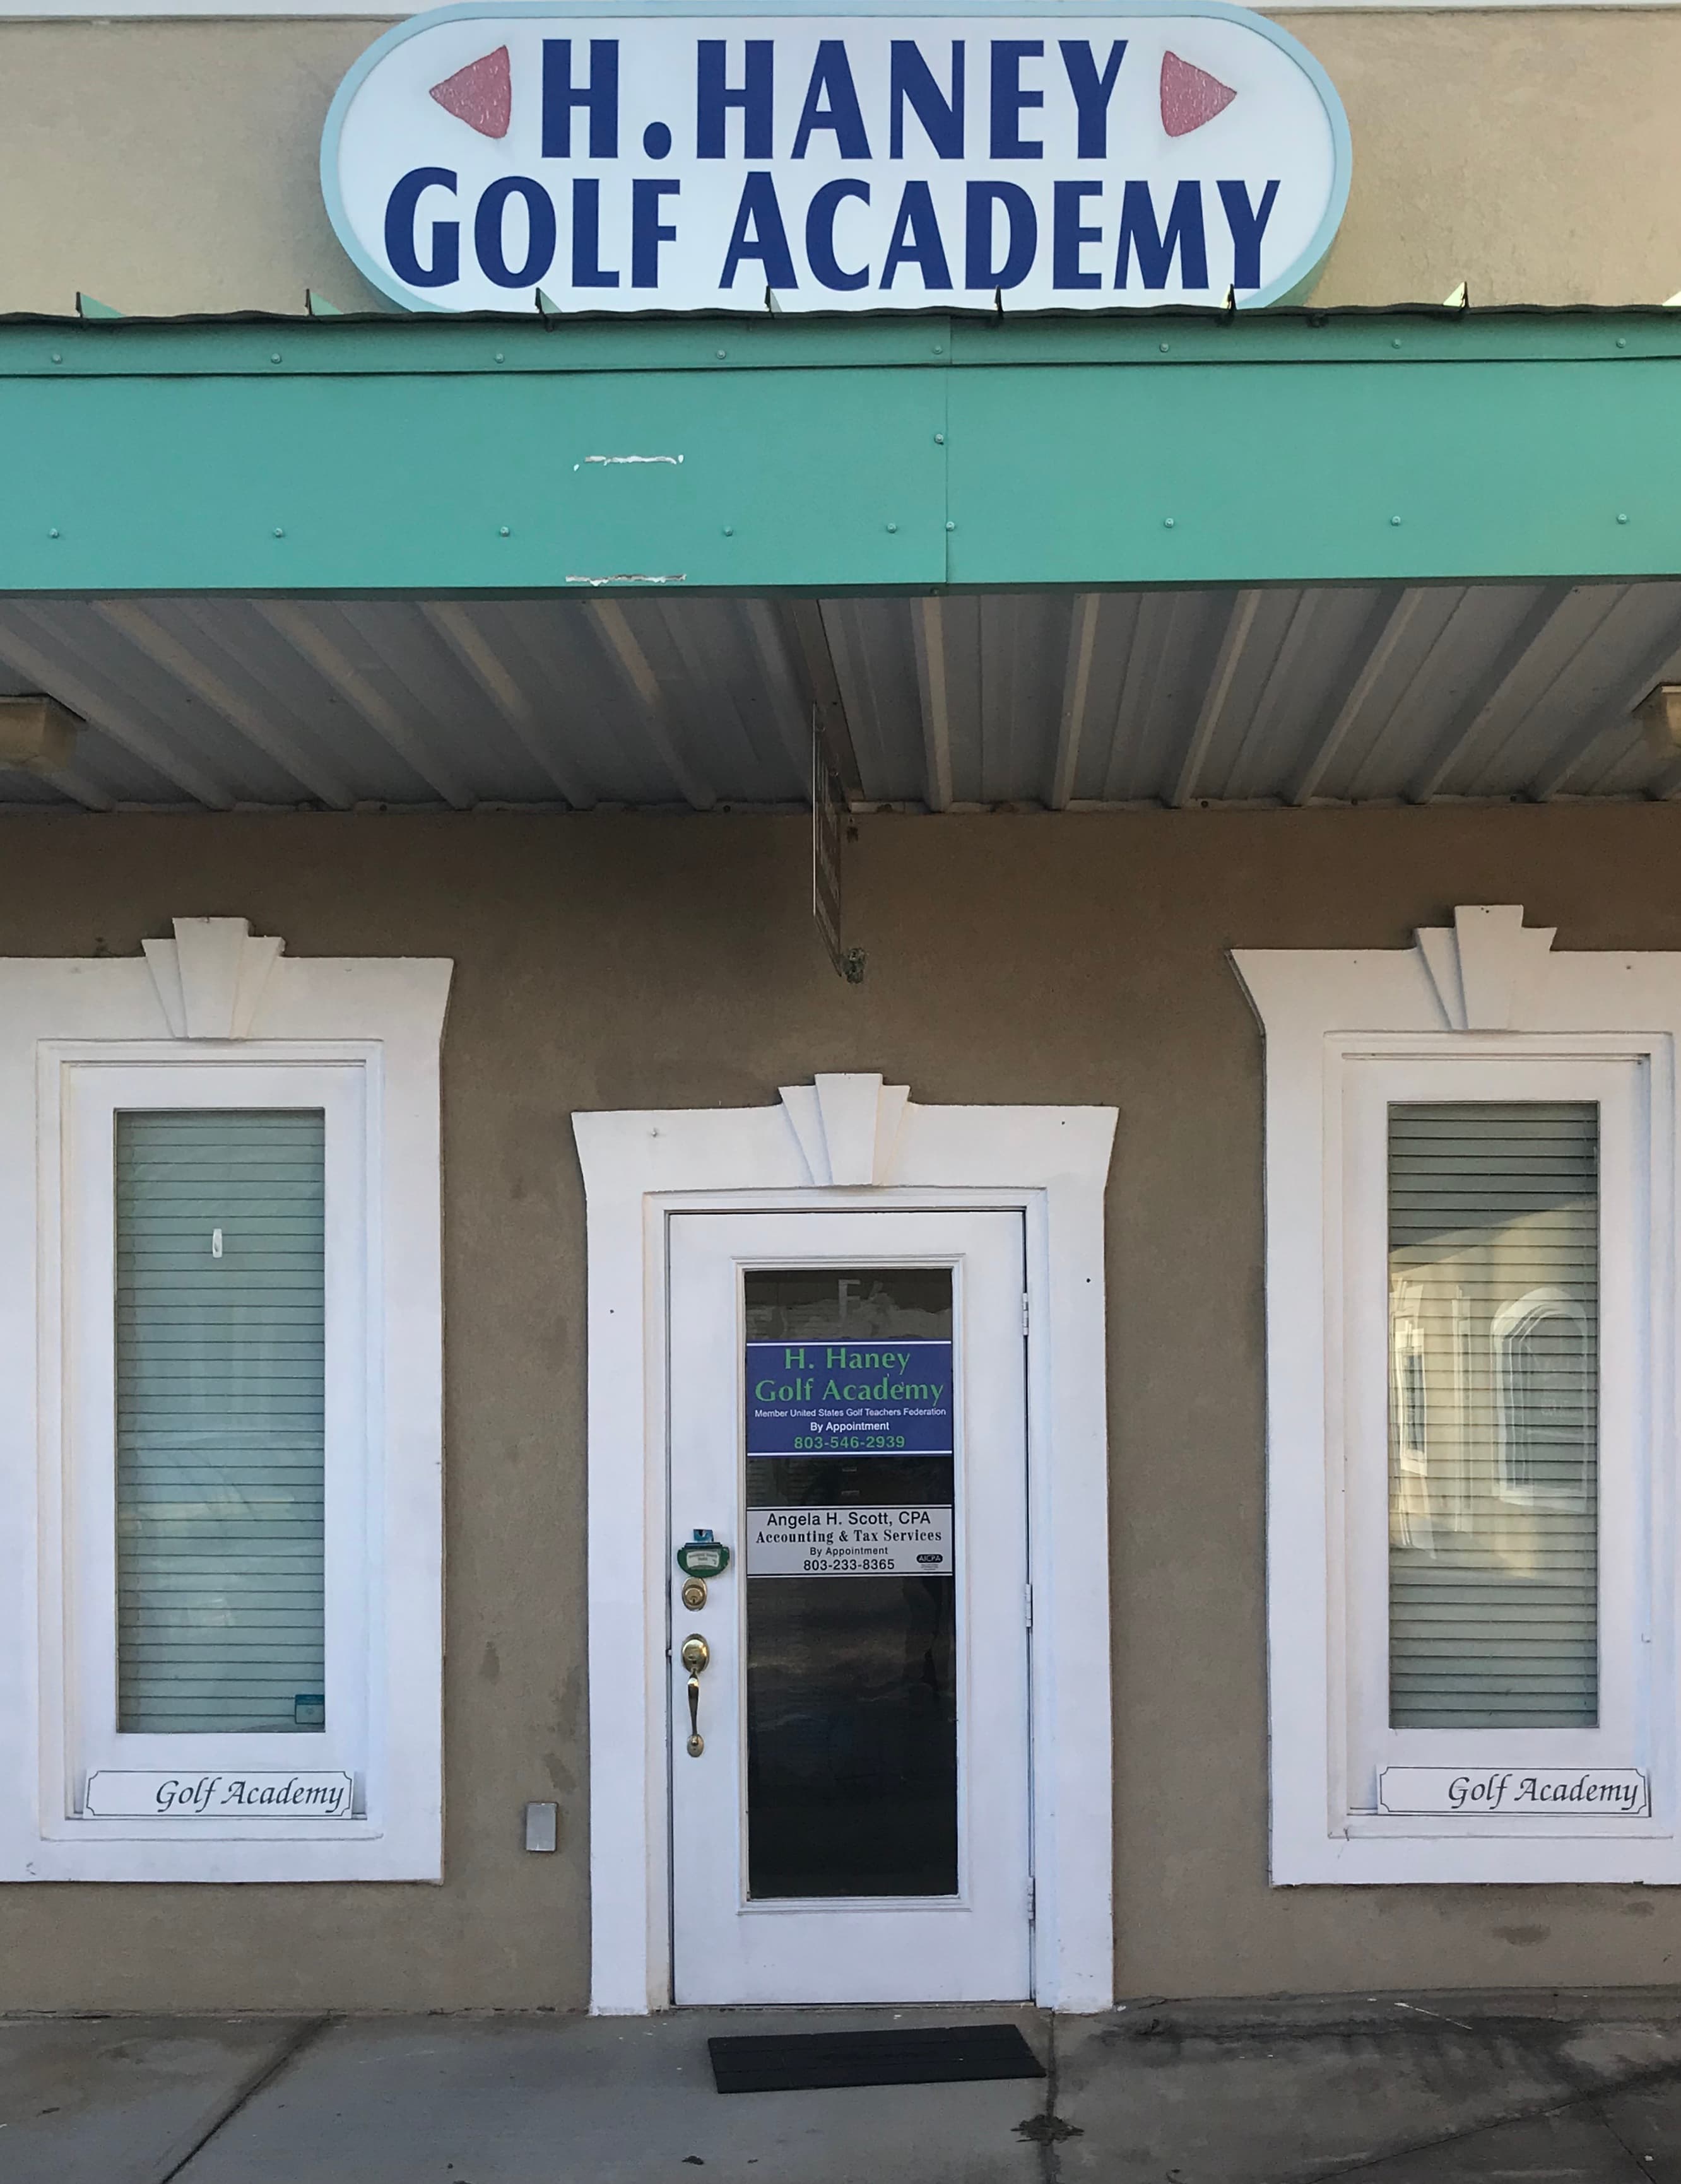 H. HANEY
GOLF ACADEMY
F
H. Haney
Golf Academy
Member United States Golf Teachers Federation
By Appointment
803-546-2939
Angela H. Scott, CPA
Accounting & Tax Services
By Appointment
803-233-8365
AICPA
Golf Academy
Golf Academy